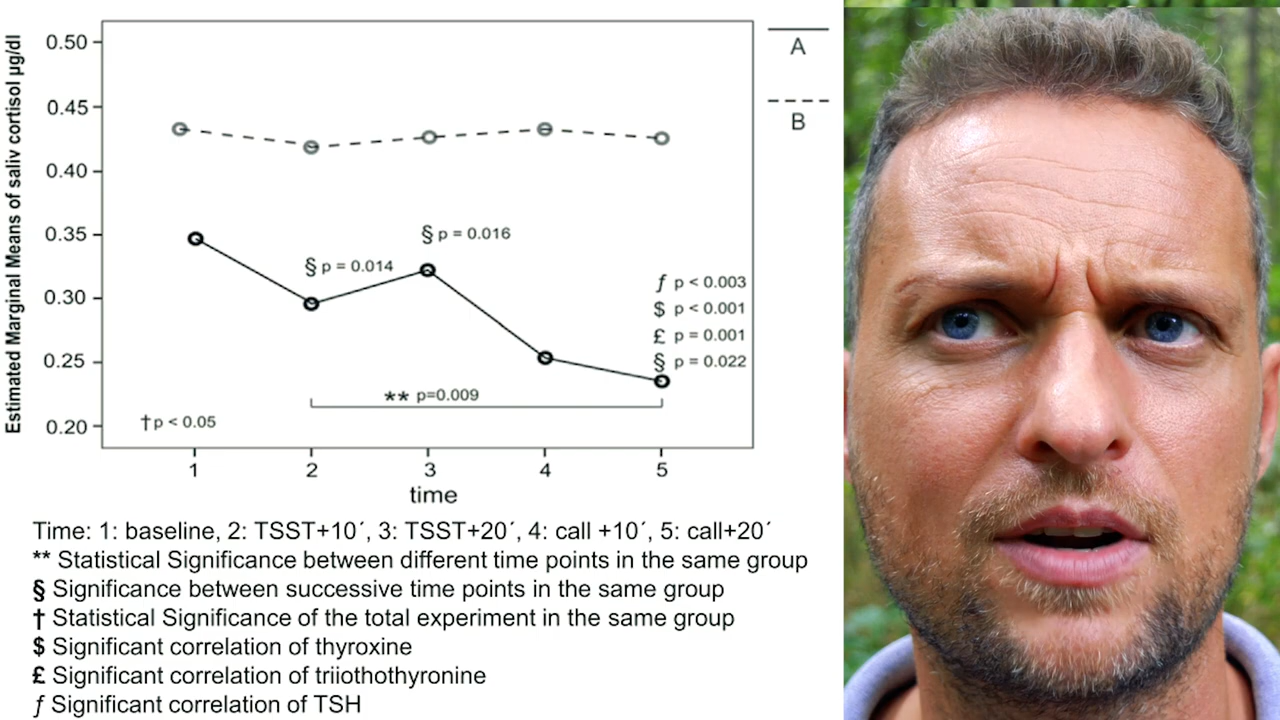 Estimated Marginal Means of saliv cortisol µg/dl
0.50
0.45
0.40
0.35
0.30
0.25
0.20
A
B
§ p = 0.014
§ p = 0.016
ƒ p < 0.003
$ p < 0.001
£ p = 0.001
§ p = 0.022
** p=0.009
†p < 0.05
1 2 3 4 5
time
Time: 1: baseline, 2: TSST+10´, 3: TSST+20´, 4: call +10´, 5: call+20´
** Statistical Significance between different time points in the same group
§ Significance between successive time points in the same group
† Statistical Significance of the total experiment in the same group
$ Significant correlation of thyroxine
£ Significant correlation of triiothothyronine
ƒ Significant correlation of TSH